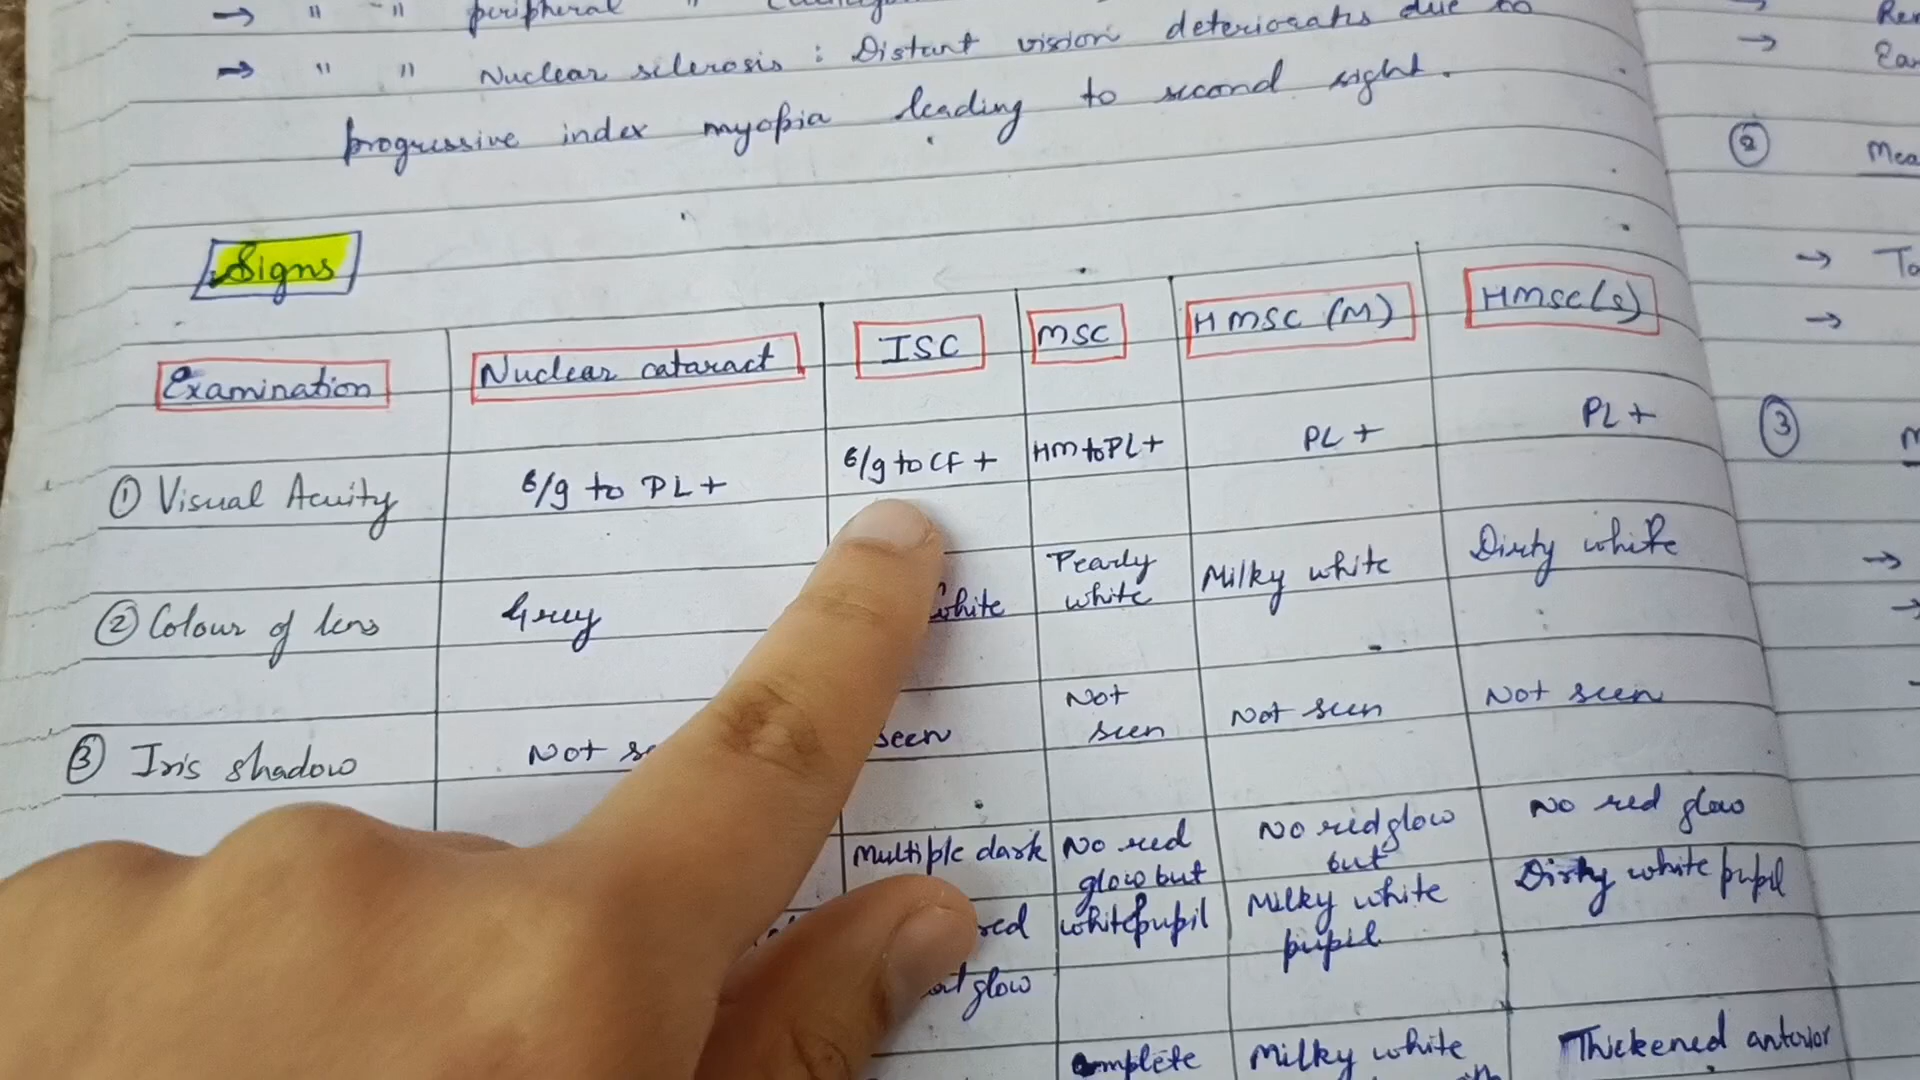 → " " peripheral "
→ " " Nuclear sclerosis : Distant vision deteriorates due to
progressive index myopia leading to second sight.
Signs
Examination Nuclear cataract ISC MSC HMSC (M) HMSC(S)
① Visual Acuity 6/9 to PL+ 6/9 to CF + HM to PL+ PL + PL +
② Colour of lens Grey white Pearly white Milky white Dirty white
③ Iris shadow Not seen Not seen Not seen Not seen
Multiple dark No red glow but white pupil No red glow but Milky white pupil No red glow Dirty white pupil
red
glow
Complete Milky white Thickened anterior
②
→ To
③